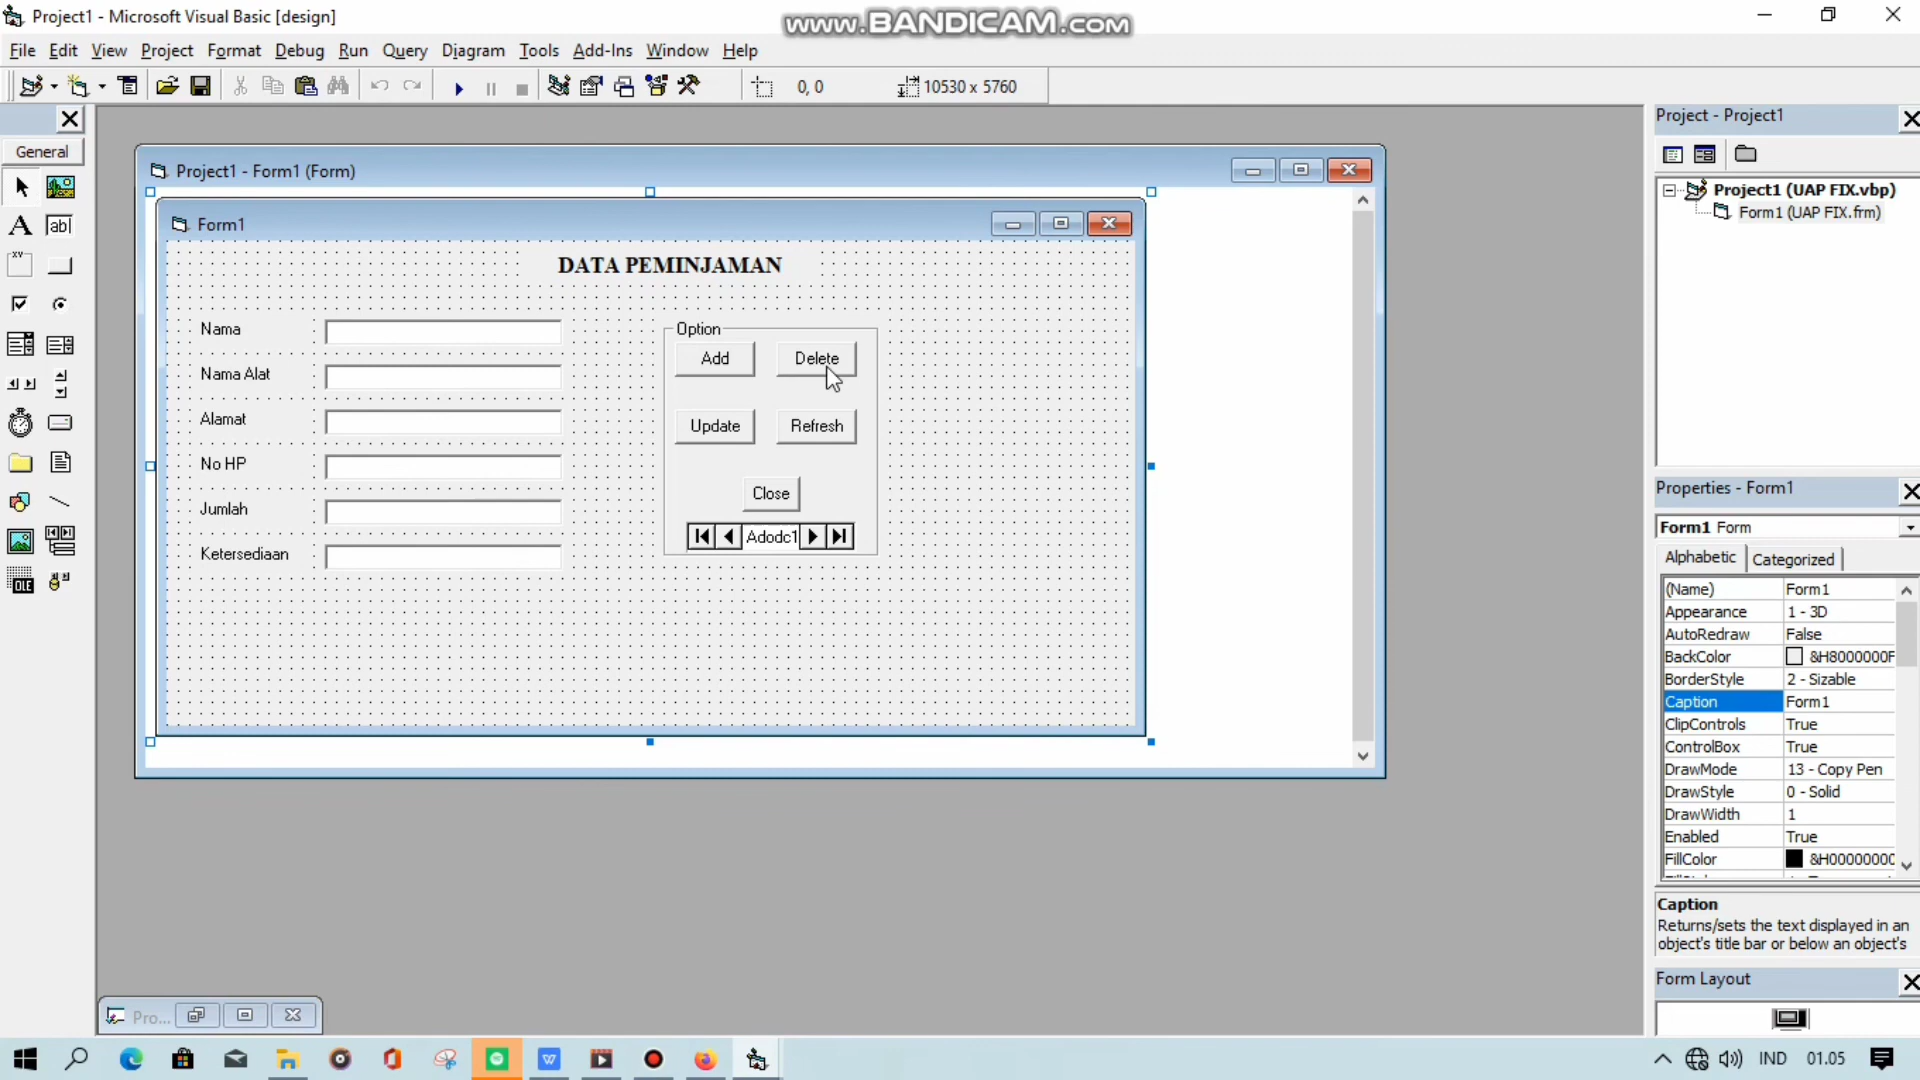 Project1 - Microsoft Visual Basic [design]
www.BANDICAM.com
File Edit View Project Format Debug Run Query Diagram Tools Add-Ins Window Help
0, 0
10530 x 5760
General
Project1 - Form1 (Form)
Form1
DATA PEMINJAMAN
Nama
Nama Alat
Alamat
No HP
Jumlah
Ketersediaan
Option
Add
Delete
Update
Refresh
Close
Adodc1
Project - Project1
Project1 (UAP FIX.vbp)
Form1 (UAP FIX.frm)
Properties - Form1
Form1 Form
Alphabetic Categorized
(Name) Form1
Appearance 1 - 3D
AutoRedraw False
BackColor &H8000000F
BorderStyle 2 - Sizable
Caption Form1
ClipControls True
ControlBox True
DrawMode 13 - Copy Pen
DrawStyle 0 - Solid
DrawWidth 1
Enabled True
FillColor &H0000000
Caption
Returns/sets the text displayed in an
object's title bar or below an object's
Form Layout
Pro...
IND 01.05